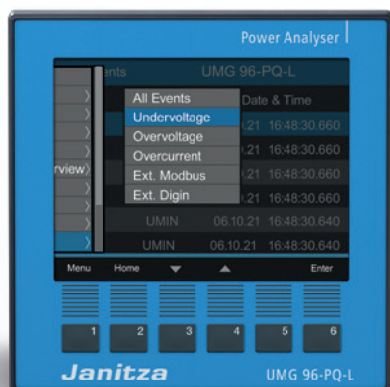 Power Analyser
ents UMG 96-PQ-L
All Events
Undervoltage
Overvoltage
Overcurrent
Ext. Modbus
Ext. Digin
Date & Time
.21 16:48:30.660
.21 16:48:30.660
rview) .21 16:48:30.660
.21 16:48:30.660
UMIN 06.10.21 16:48:30.640
UMIN 06.10.21 16:48:30.640
Menu Home Enter
1 2 3 4 5 6
Janitza UMG 96-PQ-L